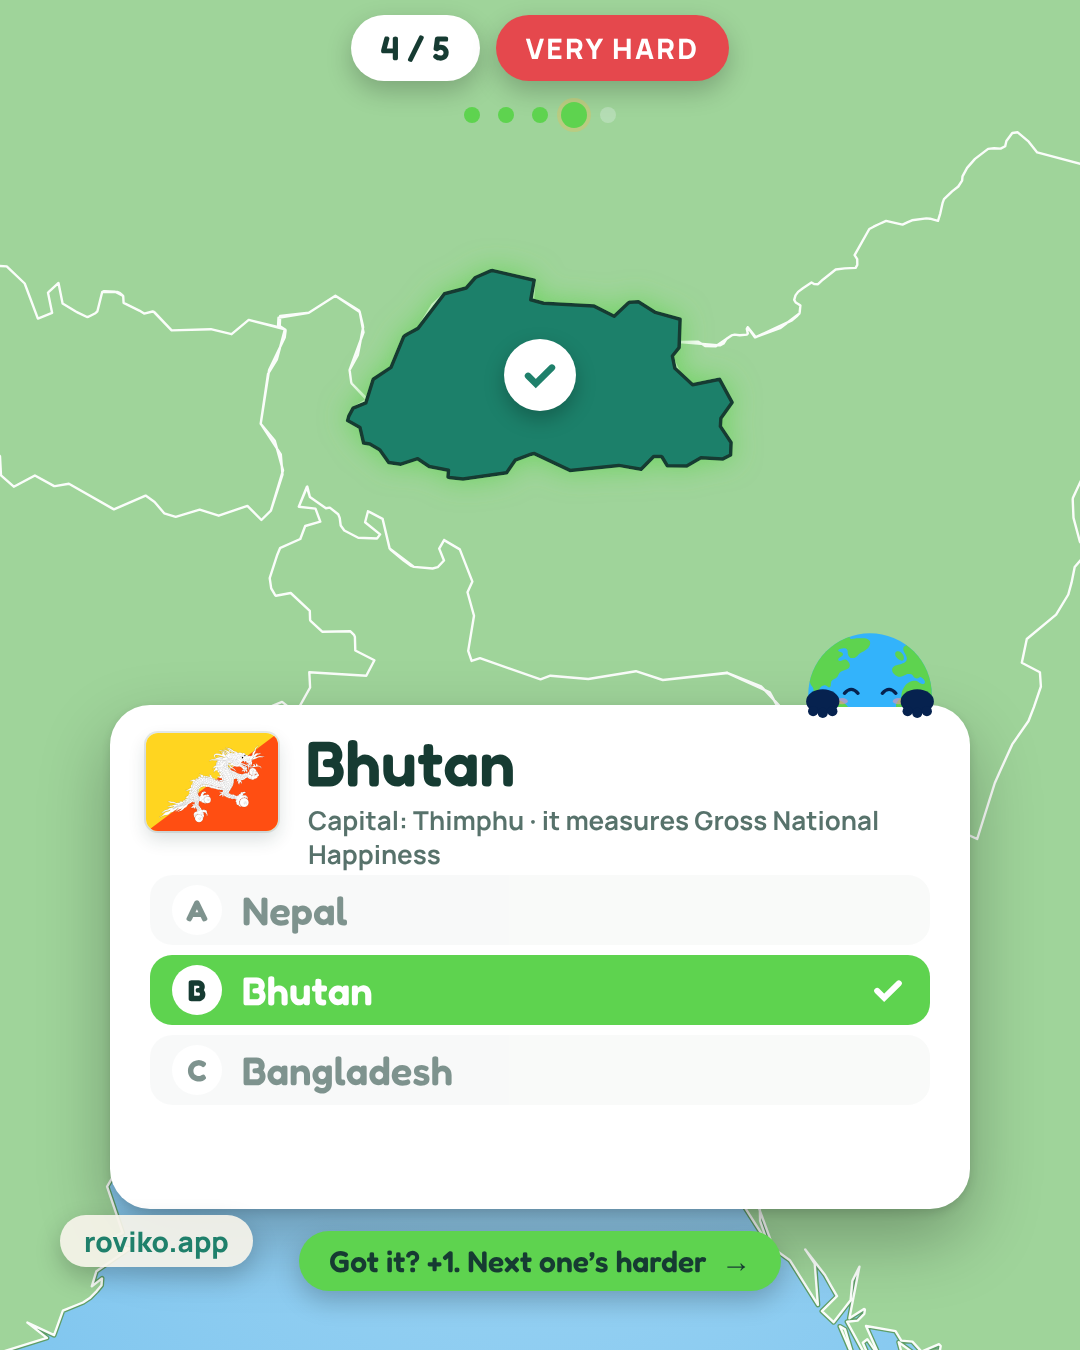 4 / 5
VERY HARD
Bhutan
Capital: Thimphu · it measures Gross National
Happiness
A Nepal
B Bhutan
C Bangladesh
roviko.app
Got it? +1. Next one’s harder →